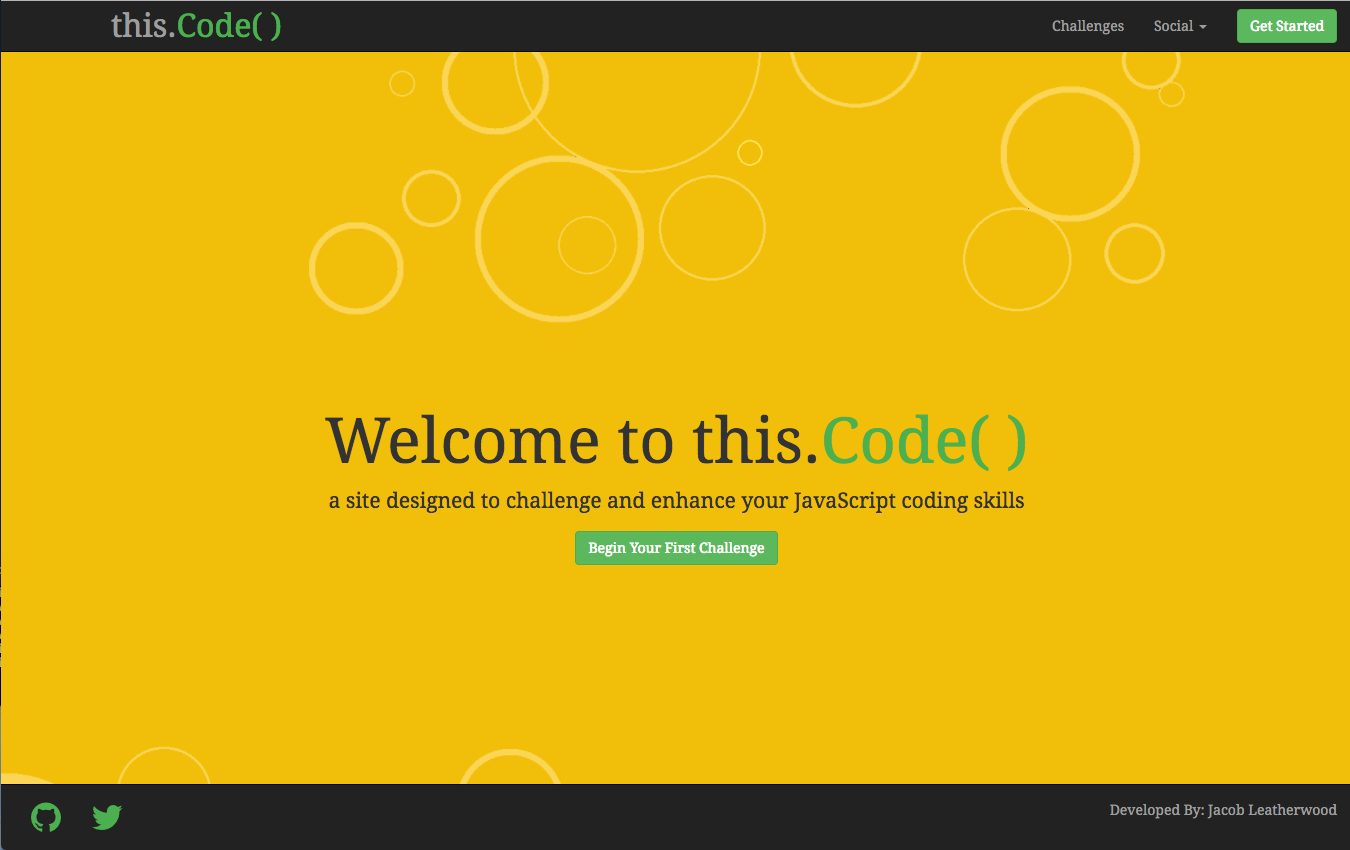 this.Code( )
Challenges
Social
Get Started
Welcome to this.Code( )
a site designed to challenge and enhance your JavaScript coding skills
Begin Your First Challenge
Developed By: Jacob Leatherwood